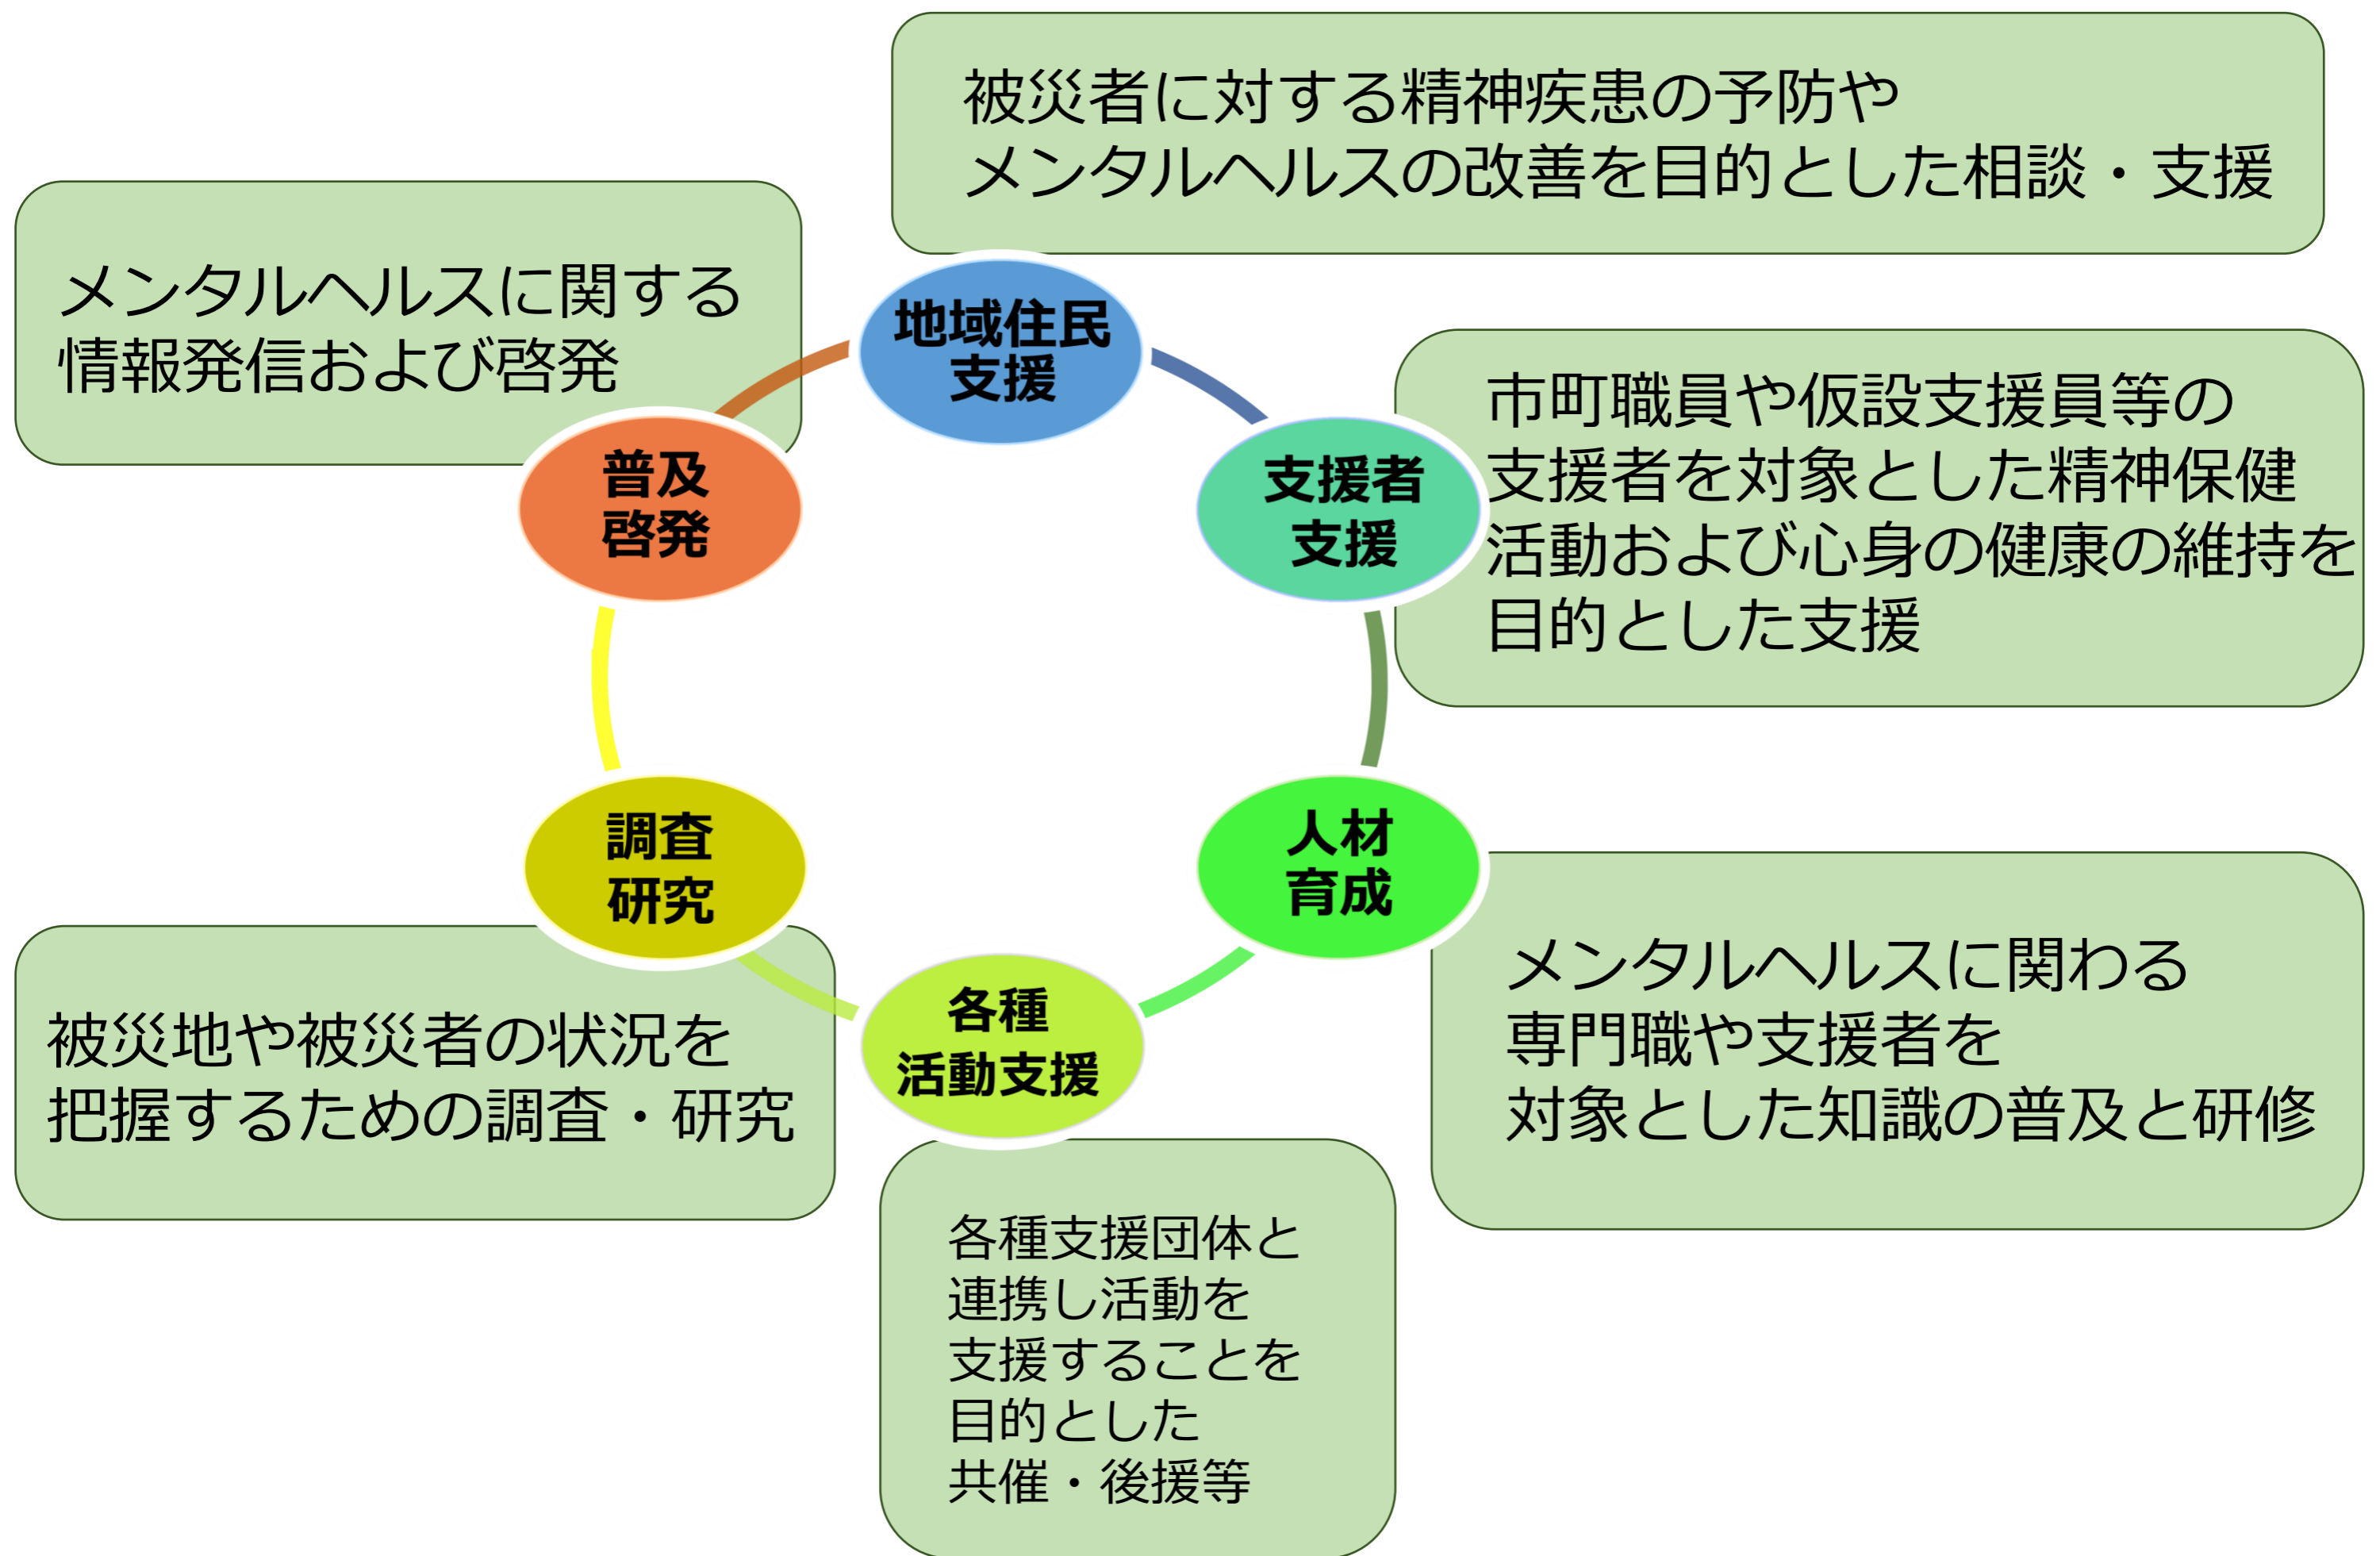 被災者に対する精神疾患の予防や
メンタルヘルスの改善を目的とした相談・支援
地域住民
支援
市町職員や仮設支援員等の
支援者を対象とした精神保健
活動および心身の健康の維持を
目的とした支援
支援者
支援
メンタルヘルスに関わる
専門職や支援者を
対象とした知識の普及と研修
人材
育成
各種
活動支援
各種支援団体と
連携し活動を
支援することを
目的とした
共催・後援等
調査
研究
被災地や被災者の状況を
把握するための調査・研究
メンタルヘルスに関する
情報発信および啓発
普及
啓発